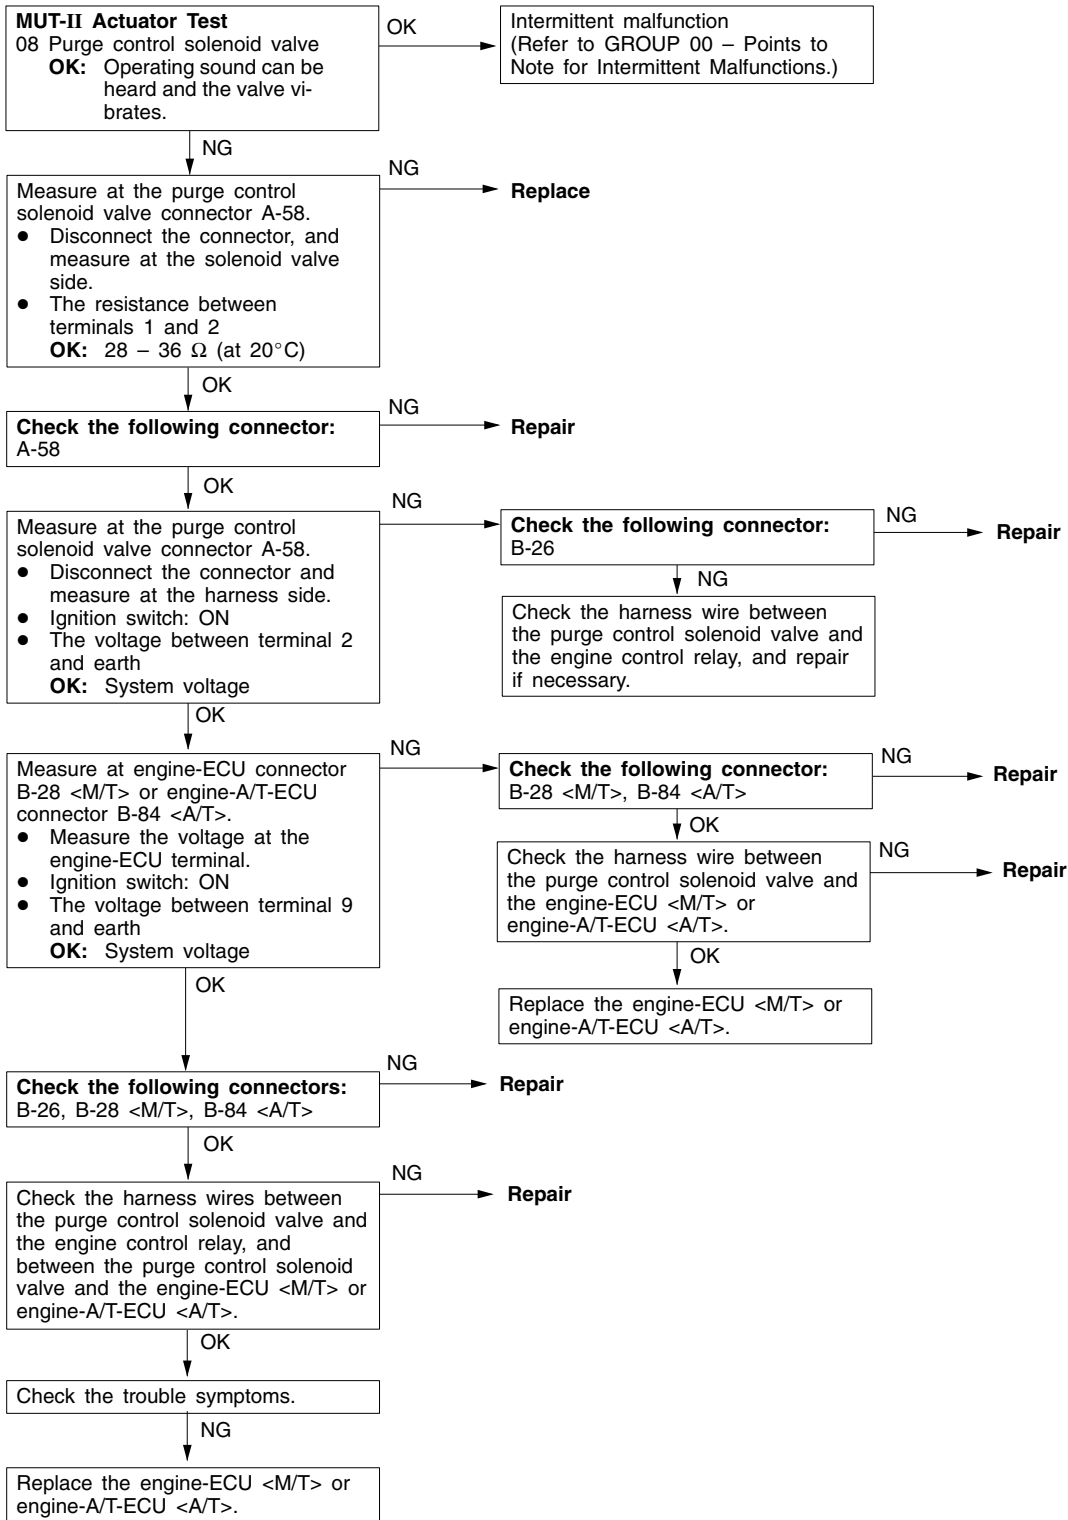 MUT-II Actuator Test
08 Purge control solenoid valve
OK: Operating sound can be
heard and the valve vi-
brates.
OK
Intermittent malfunction
(Refer to GROUP 00 – Points to
Note for Intermittent Malfunctions.)
NG
Measure at the purge control
solenoid valve connector A-58.
● Disconnect the connector, and
measure at the solenoid valve
side.
● The resistance between
terminals 1 and 2
OK: 28 – 36 Ω (at 20°C)
NG
Replace
OK
Check the following connector:
A-58
NG
Repair
OK
Measure at the purge control
solenoid valve connector A-58.
● Disconnect the connector and
measure at the harness side.
● Ignition switch: ON
● The voltage between terminal 2
and earth
OK: System voltage
NG
Check the following connector:
B-26
NG
Repair
NG
Check the harness wire between
the purge control solenoid valve and
the engine control relay, and repair
if necessary.
OK
Measure at engine-ECU connector
B-28 <M/T> or engine-A/T-ECU
connector B-84 <A/T>.
● Measure the voltage at the
engine-ECU terminal.
● Ignition switch: ON
● The voltage between terminal 9
and earth
OK: System voltage
NG
Check the following connector:
B-28 <M/T>, B-84 <A/T>
NG
Repair
OK
Check the harness wire between
the purge control solenoid valve and
the engine-ECU <M/T> or
engine-A/T-ECU <A/T>.
NG
Repair
OK
Replace the engine-ECU <M/T> or
engine-A/T-ECU <A/T>.
OK
Check the following connectors:
B-26, B-28 <M/T>, B-84 <A/T>
NG
Repair
OK
Check the harness wires between
the purge control solenoid valve and
the engine control relay, and
between the purge control solenoid
valve and the engine-ECU <M/T> or
engine-A/T-ECU <A/T>.
NG
Repair
OK
Check the trouble symptoms.
NG
Replace the engine-ECU <M/T> or
engine-A/T-ECU <A/T>.